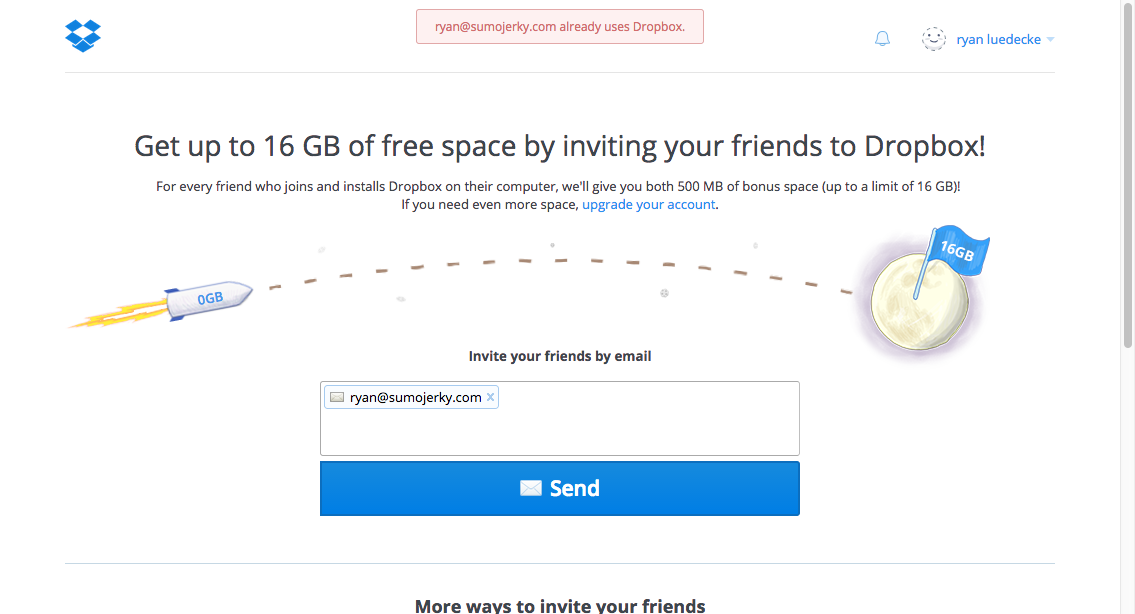 ryan@sumojerky.com already uses Dropbox.
ryan luedecke
Get up to 16 GB of free space by inviting your friends to Dropbox!
For every friend who joins and installs Dropbox on their computer, we'll give you both 500 MB of bonus space (up to a limit of 16 GB)!
If you need even more space, upgrade your account.
16GB
0GB
Invite your friends by email
ryan@sumojerky.com x
Send
More ways to invite your friends